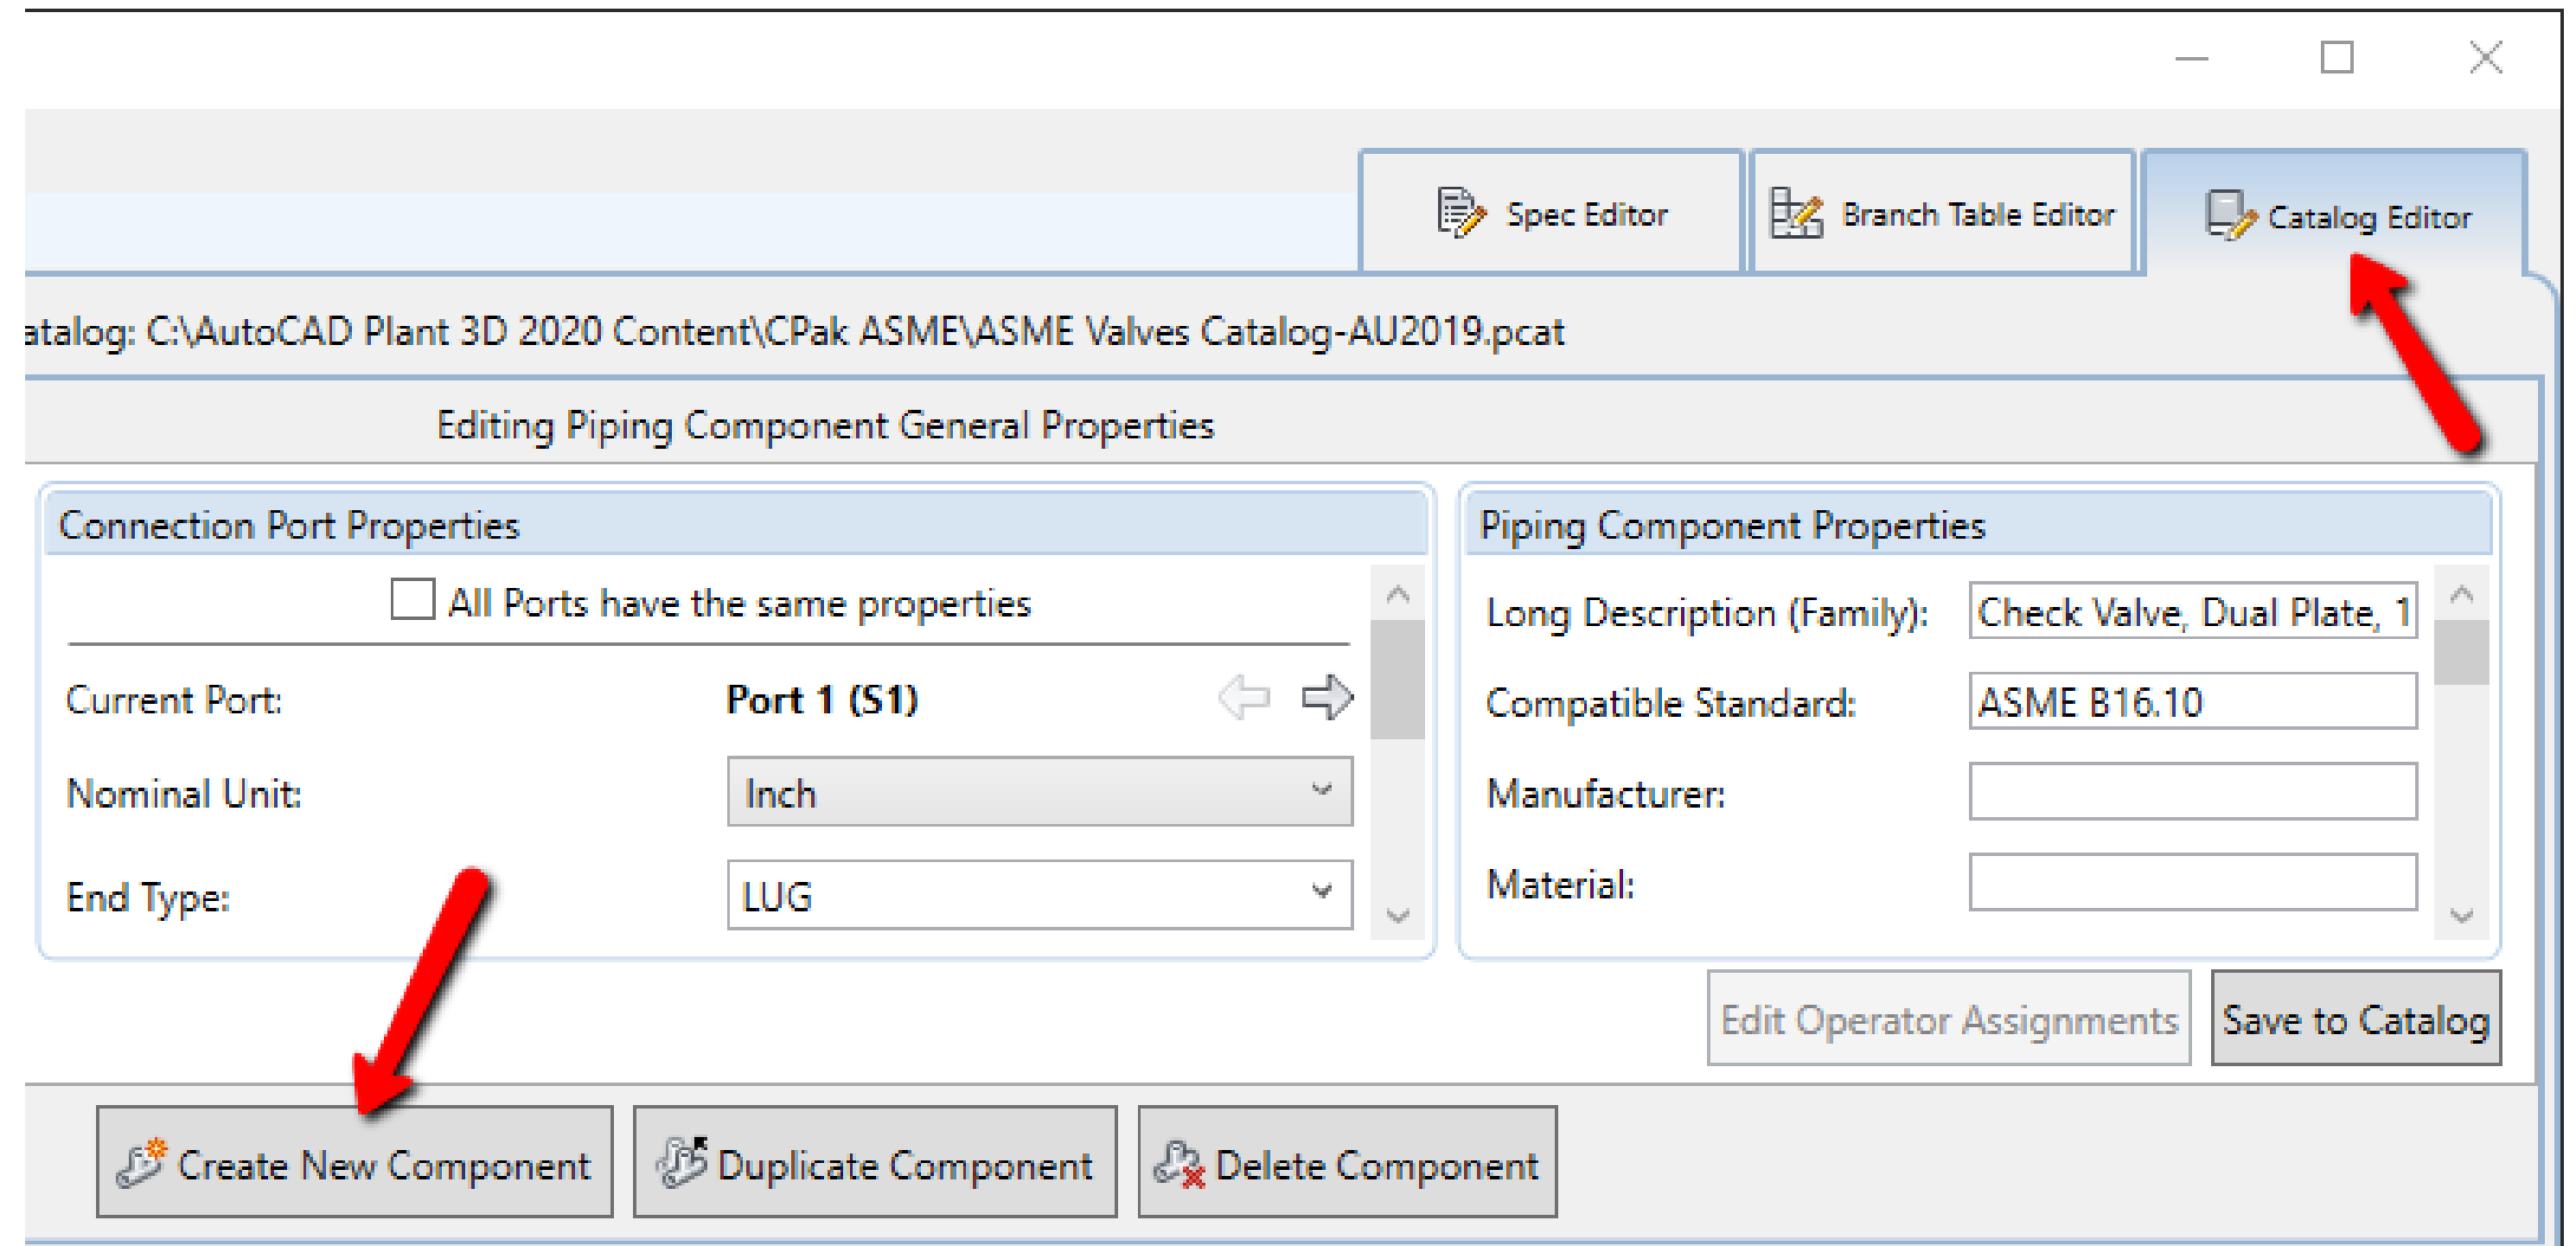 Spec Editor
Branch Table Editor
Catalog Editor
atalog: C:\AutoCAD Plant 3D 2020 Content\CPak ASME\ASME Valves Catalog-AU2019.pcat
Editing Piping Component General Properties
Connection Port Properties
All Ports have the same properties
Current Port: Port 1 (S1)
Nominal Unit: Inch
End Type: LUG
Piping Component Properties
Long Description (Family): Check Valve, Dual Plate, 1
Compatible Standard: ASME B16.10
Manufacturer:
Material:
Edit Operator Assignments
Save to Catalog
Create New Component
Duplicate Component
Delete Component